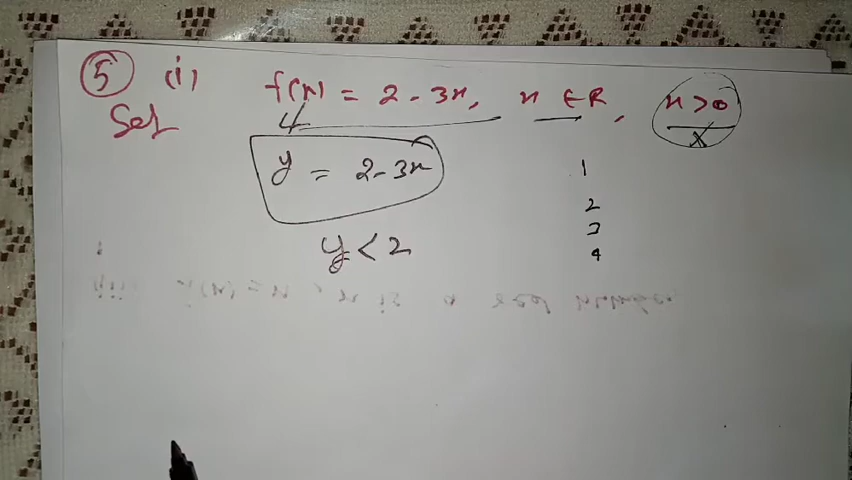 5 (i) f(x) = 2 - 3x, x ∈ R, x > 0
Sol
y = 2 - 3x
y < 2
1
2
3
4